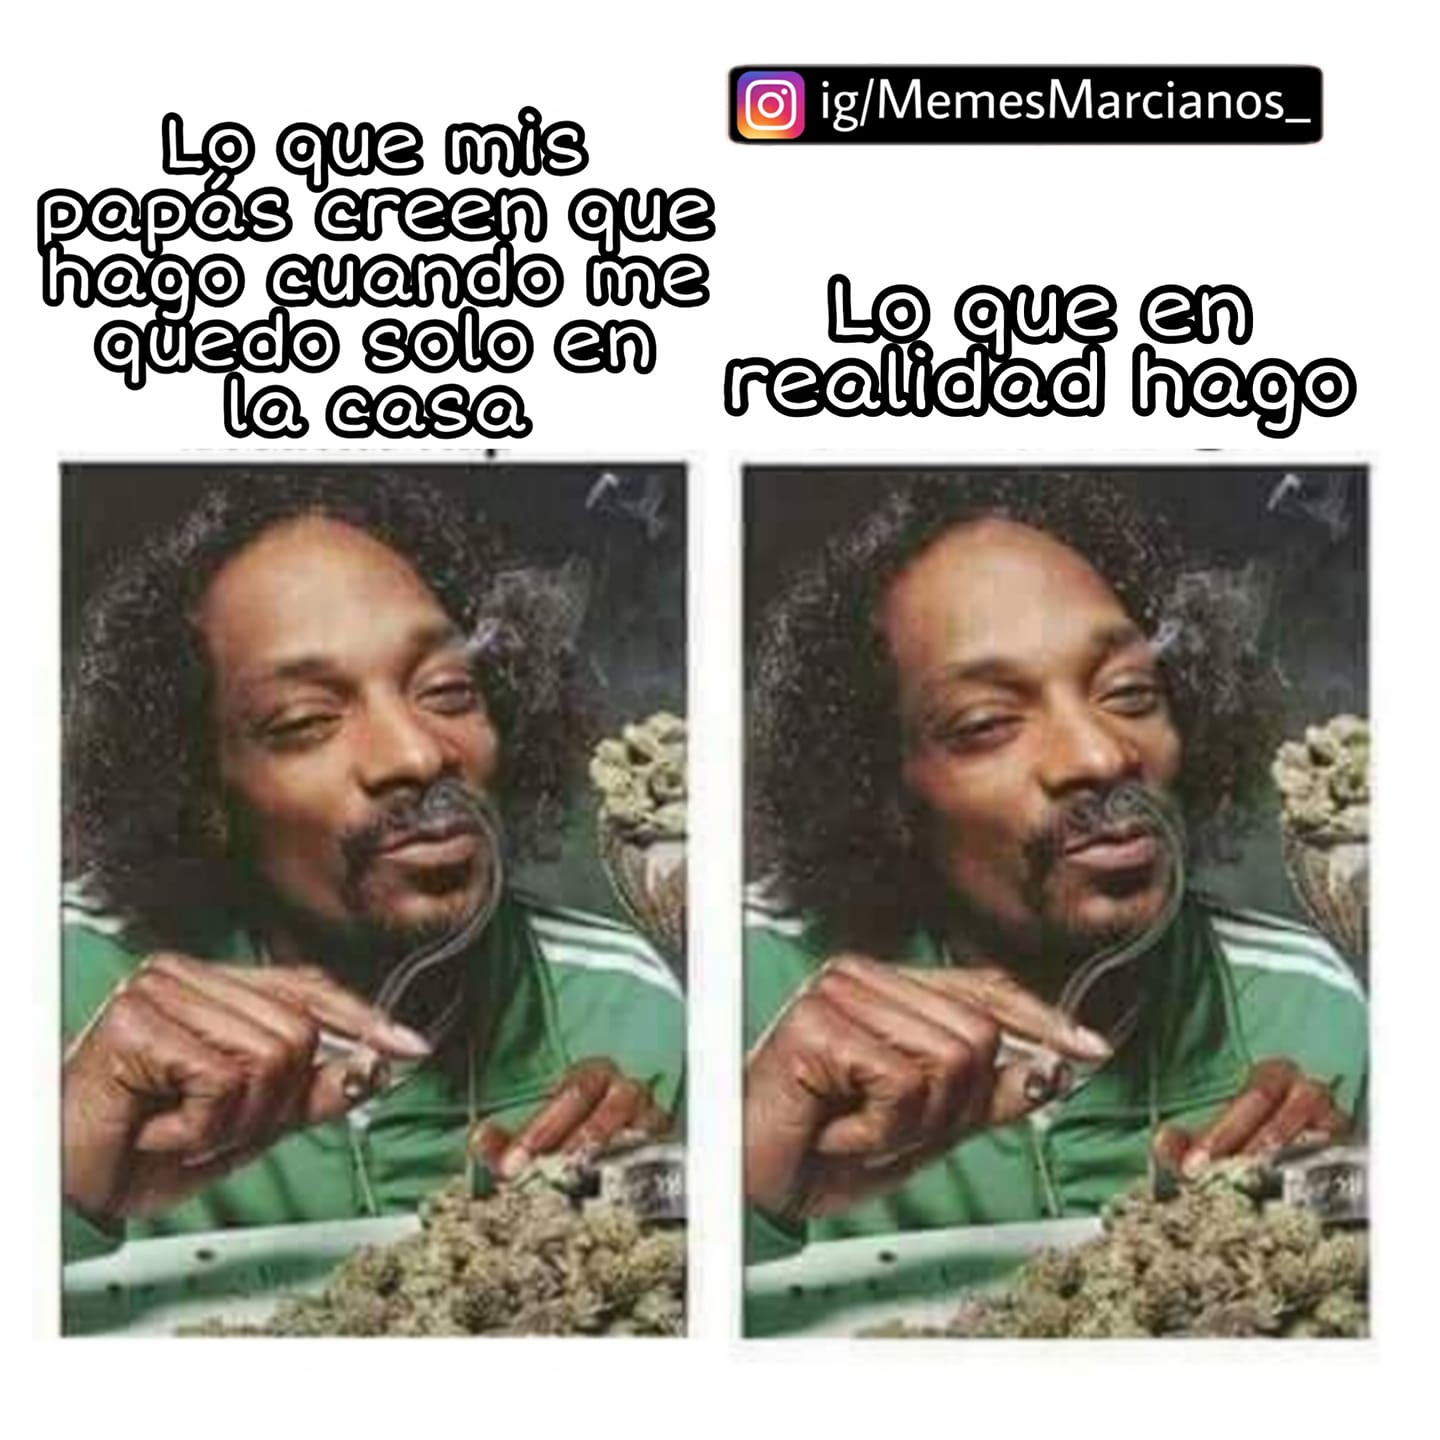 ig/MemesMarcianos_
Lo que mis
papás creen que
hago cuando me
quedo solo en
la casa
Lo que en
realidad hago